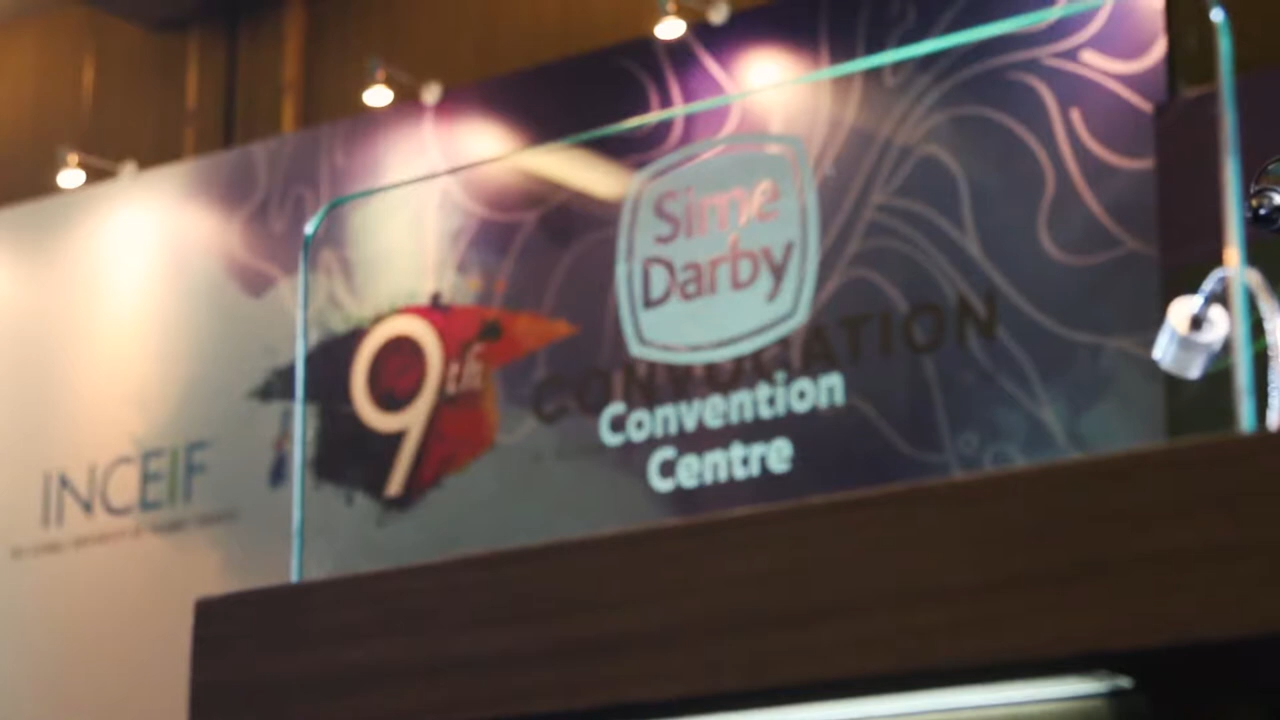 INCEIF
9th
CONVOCATION
Sime
Darby
Convention
Centre